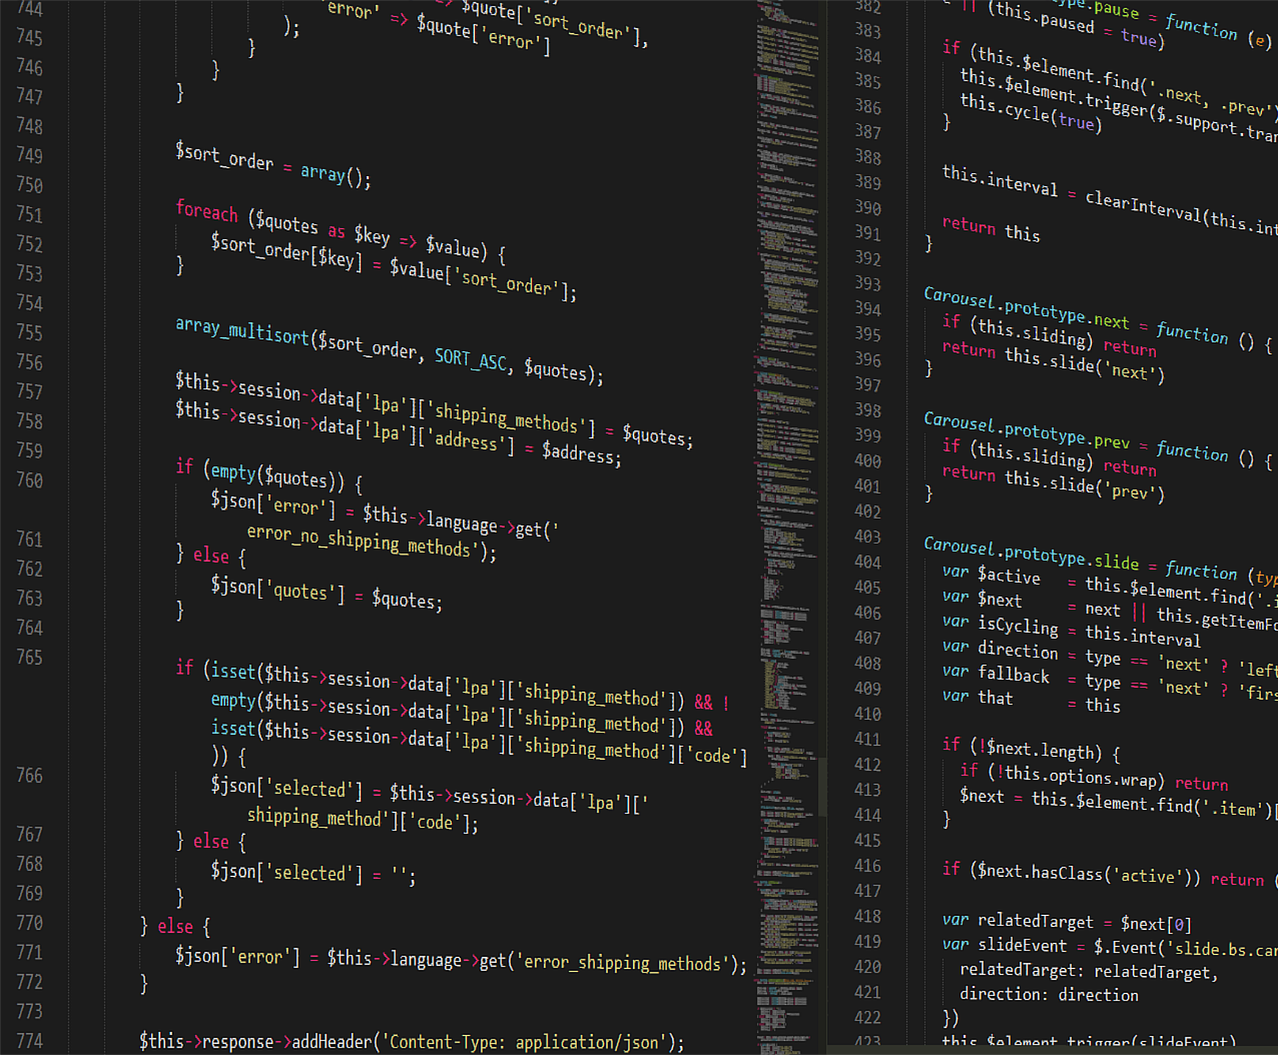 744
745
746
747
748
749
750
751
752
753
754
755
756
757
758
759
760
761
762
763
764
765
766
767
768
769
770
771
772
773
774
=> $quote['sort_order'],
'error' => $quote['error']
);
}
}
}
$sort_order = array();
foreach ($quotes as $key => $value) {
$sort_order[$key] = $value['sort_order'];
}
array_multisort($sort_order, SORT_ASC, $quotes);
$this->session->data['lpa']['shipping_methods'] = $quotes;
$this->session->data['lpa']['address'] = $address;
if (empty($quotes)) {
$json['error'] = $this->language->get('
error_no_shipping_methods');
} else {
$json['quotes'] = $quotes;
}
if (isset($this->session->data['lpa']['shipping_method']) && !
empty($this->session->data['lpa']['shipping_method']) &&
isset($this->session->data['lpa']['shipping_method']['code']
)) {
$json['selected'] = $this->session->data['lpa']['
shipping_method']['code'];
} else {
$json['selected'] = '';
}
} else {
$json['error'] = $this->language->get('error_shipping_methods');
}
$this->response->addHeader('Content-Type: application/json');
382
383
384
385
386
387
388
389
390
391
392
393
394
395
396
397
398
399
400
401
402
403
404
405
406
407
408
409
410
411
412
413
414
415
416
417
418
419
420
421
422
423
.pause = function (e)
|| (this.paused = true)
if (this.$element.find('.next, .prev')
this.$element.trigger($.support.tran
this.cycle(true)
}
this.interval = clearInterval(this.int
return this
}
Carousel.prototype.next = function () {
if (this.sliding) return
return this.slide('next')
}
Carousel.prototype.prev = function () {
if (this.sliding) return
return this.slide('prev')
}
Carousel.prototype.slide = function (typ
var $active = this.$element.find('.i
var $next = next || this.getItemFo
var isCycling = this.interval
var direction = type == 'next' ? 'left
var fallback = type == 'next' ? 'firs
var that = this
if (!$next.length) {
if (!this.options.wrap) return
$next = this.$element.find('.item')[
}
if ($next.hasClass('active')) return (
var relatedTarget = $next[0]
var slideEvent = $.Event('slide.bs.car
relatedTarget: relatedTarget,
direction: direction
})
this.$element.trigger(slideEvent)